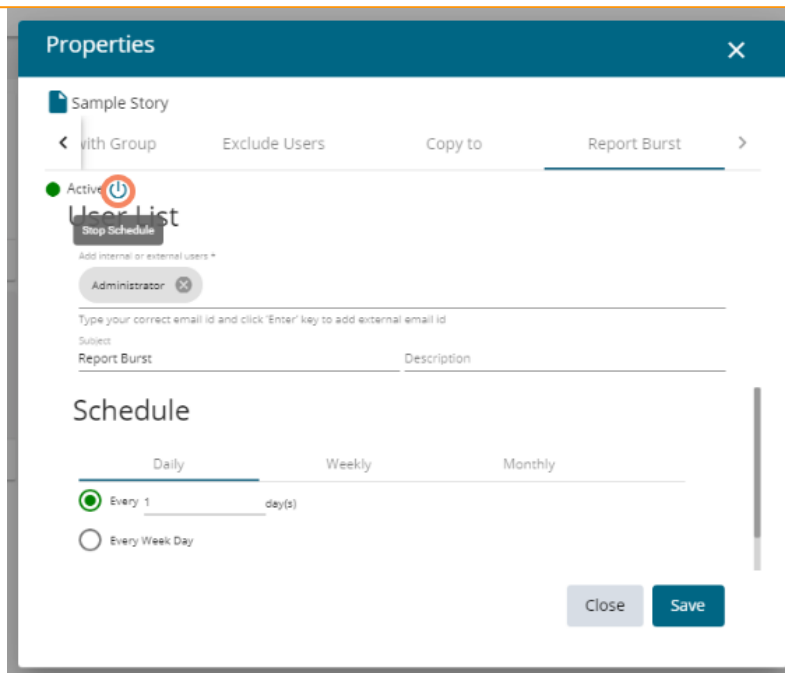 Properties
Sample Story
with Group Exclude Users Copy to Report Burst
Active
User List
Stop Schedule
Add internal or external users *
Administrator
Type your correct email id and click 'Enter' key to add external email id
Subject
Report Burst Description
Schedule
Daily Weekly Monthly
Every 1 day(s)
Every Week Day
Close Save